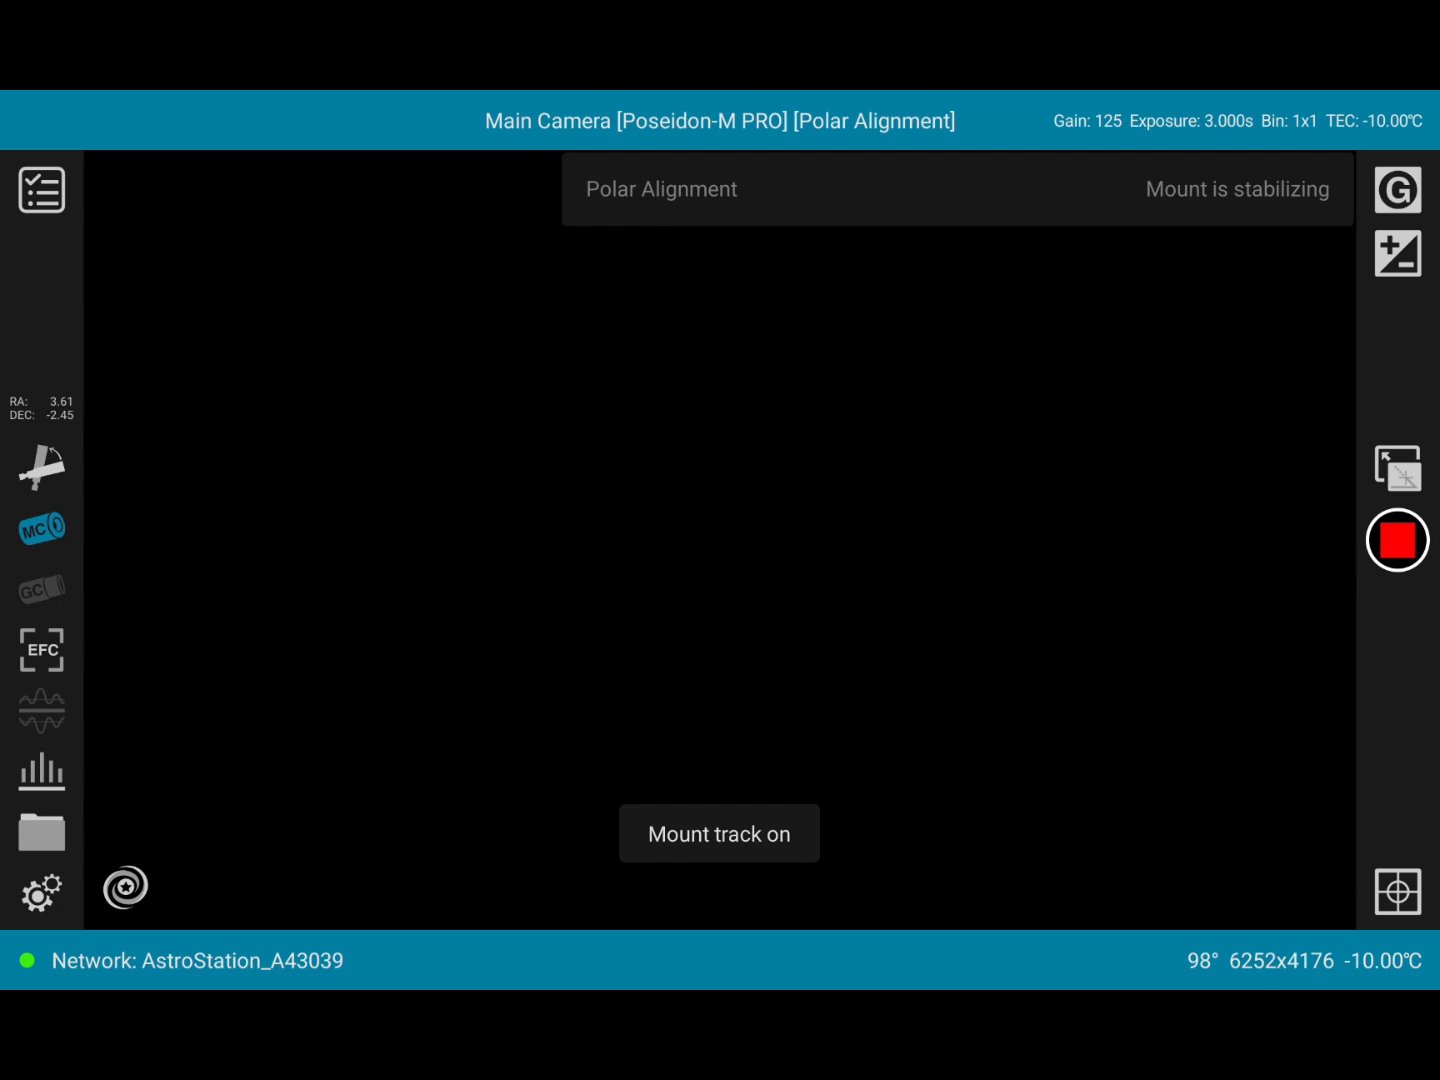 Main Camera [Poseidon-M PRO] [Polar Alignment]
Gain: 125 Exposure: 3.000s Bin: 1x1 TEC: -10.00℃
Polar Alignment
Mount is stabilizing
G
RA: 3.61
DEC: -2.45
MC
GC
EFC
Mount track on
Network: AstroStation_A43039
98° 6252x4176 -10.00℃